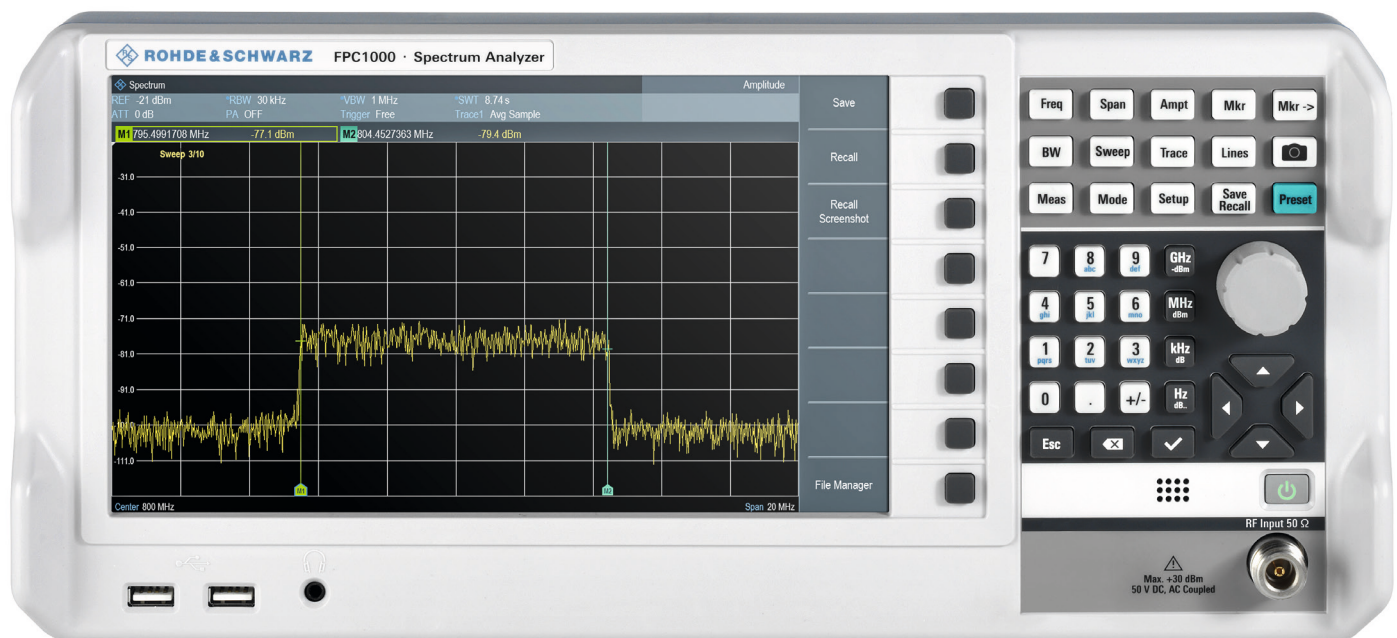 ROHDE&SCHWARZ FPC1000 · Spectrum Analyzer
Spectrum Amplitude
REF -21 dBm °RBW 30 kHz °VBW 1 MHz °SWT 8.74 s
ATT 0 dB PA OFF Trigger Free Trace1 Avg Sample
M1 795.4991708 MHz -77.1 dBm M2 804.4527363 MHz -79.4 dBm
Sweep 3/10
-31.0
-41.0
-51.0
-61.0
-71.0
-81.0
-91.0
-111.0
M1 M2
Center 800 MHz Span 20 MHz
Save
Recall
Recall
Screenshot
File Manager
Freq Span Ampt Mkr Mkr ->
BW Sweep Trace Lines
Meas Mode Setup Save Recall Preset
7 8 abc 9 def GHz -dBm
4 ghi 5 jkl 6 mno MHz dBm
1 pqrs 2 tuv 3 wxyz kHz dB
0 . +/- Hz dB..
Esc
RF Input 50 Ω
Max. +30 dBm
50 V DC, AC Coupled